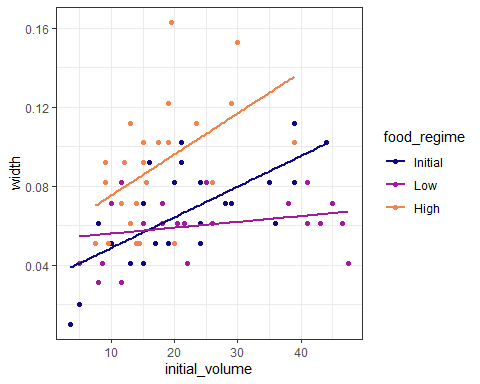 0.16
0.12
0.08
0.04
width
10
20
30
40
initial_volume
food_regime
Initial
Low
High